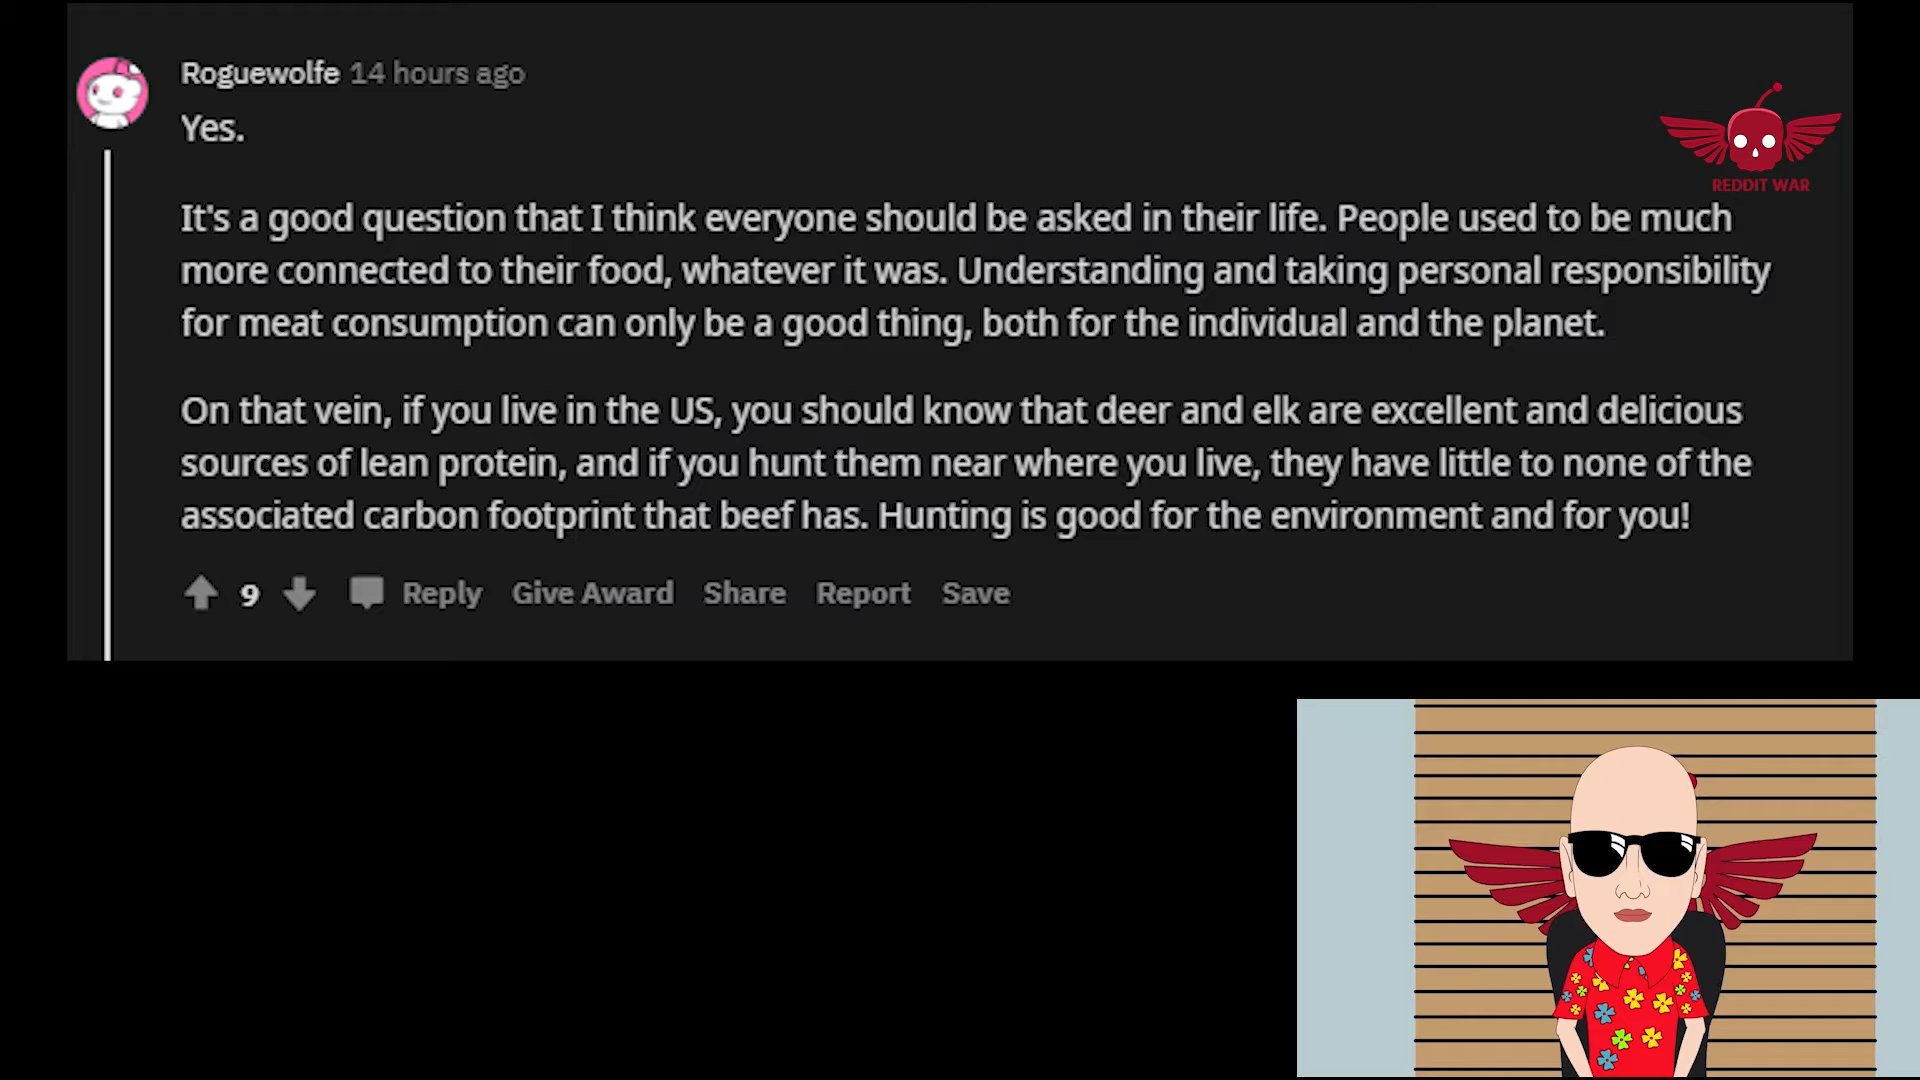 Roguewolfe 14 hours ago
Yes.
REDDIT WAR
It's a good question that I think everyone should be asked in their life. People used to be much
more connected to their food, whatever it was. Understanding and taking personal responsibility
for meat consumption can only be a good thing, both for the individual and the planet.
On that vein, if you live in the US, you should know that deer and elk are excellent and delicious
sources of lean protein, and if you hunt them near where you live, they have little to none of the
associated carbon footprint that beef has. Hunting is good for the environment and for you!
9 Reply Give Award Share Report Save